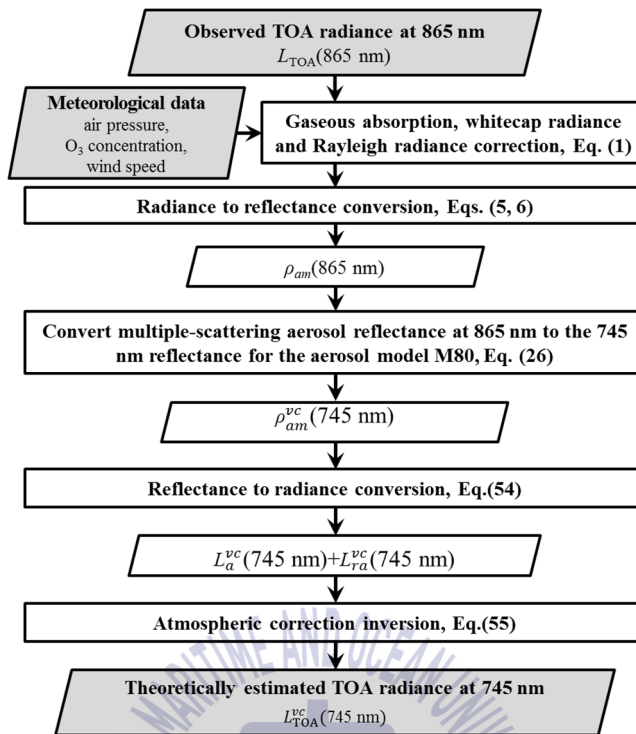 Observed TOA radiance at 865 nm
L_TOA(865 nm)
Meteorological data
air pressure,
O₃ concentration,
wind speed
Gaseous absorption, whitecap radiance
and Rayleigh radiance correction, Eq. (1)
Radiance to reflectance conversion, Eqs. (5, 6)
ρ_am(865 nm)
Convert multiple-scattering aerosol reflectance at 865 nm to the 745
nm reflectance for the aerosol model M80, Eq. (26)
ρ_am^vc(745 nm)
Reflectance to radiance conversion, Eq.(54)
L_a^vc(745 nm)+L_ra^vc(745 nm)
Atmospheric correction inversion, Eq.(55)
Theoretically estimated TOA radiance at 745 nm
L_TOA^vc(745 nm)
MARITIME AND OCEAN UNIV